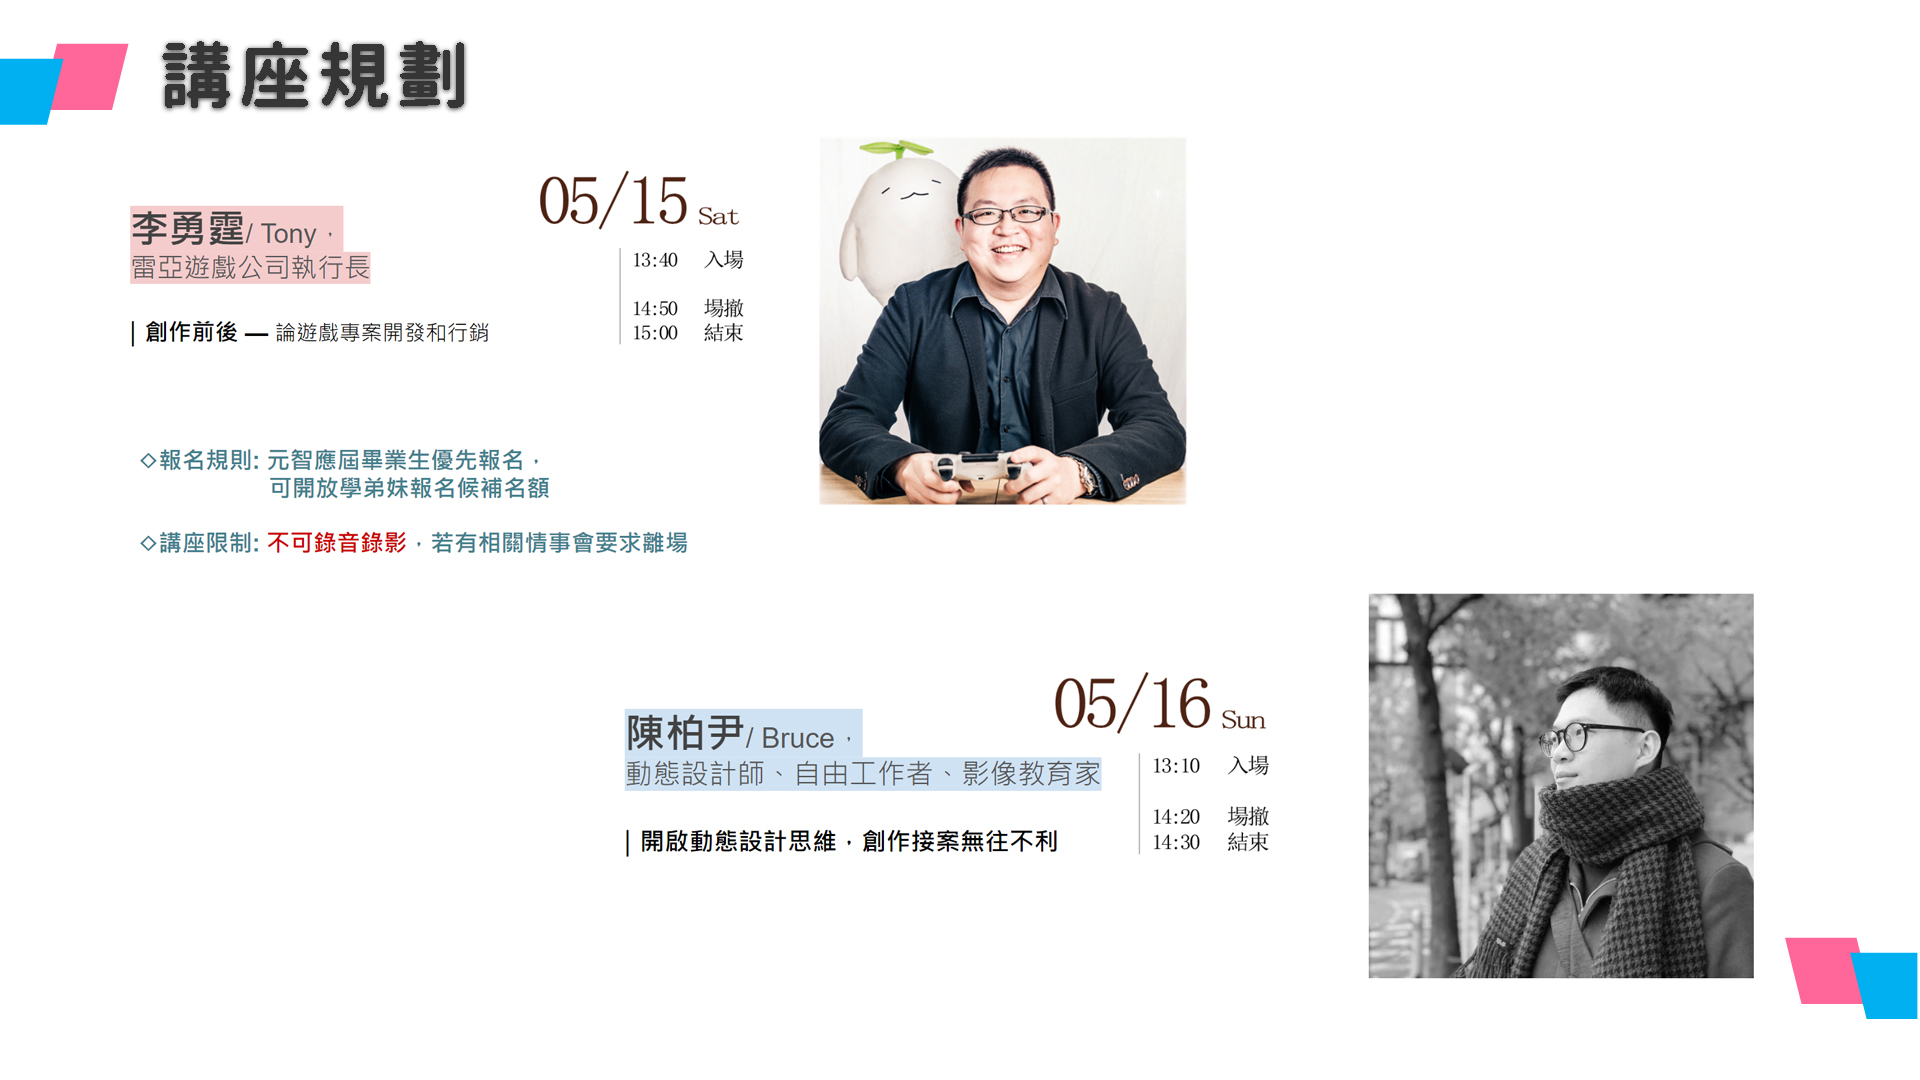 講座規劃
李勇霆/ Tony，
雷亞遊戲公司執行長
| 創作前後 — 論遊戲專案開發和行銷
05/15 Sat
13:40 入場
14:50 場撤
15:00 結束
◇報名規則: 元智應屆畢業生優先報名，
可開放學弟妹報名候補名額
◇講座限制: 不可錄音錄影，若有相關情事會要求離場
陳柏尹/ Bruce，
動態設計師、自由工作者、影像教育家
| 開啟動態設計思維，創作接案無往不利
05/16 Sun
13:10 入場
14:20 場撤
14:30 結束